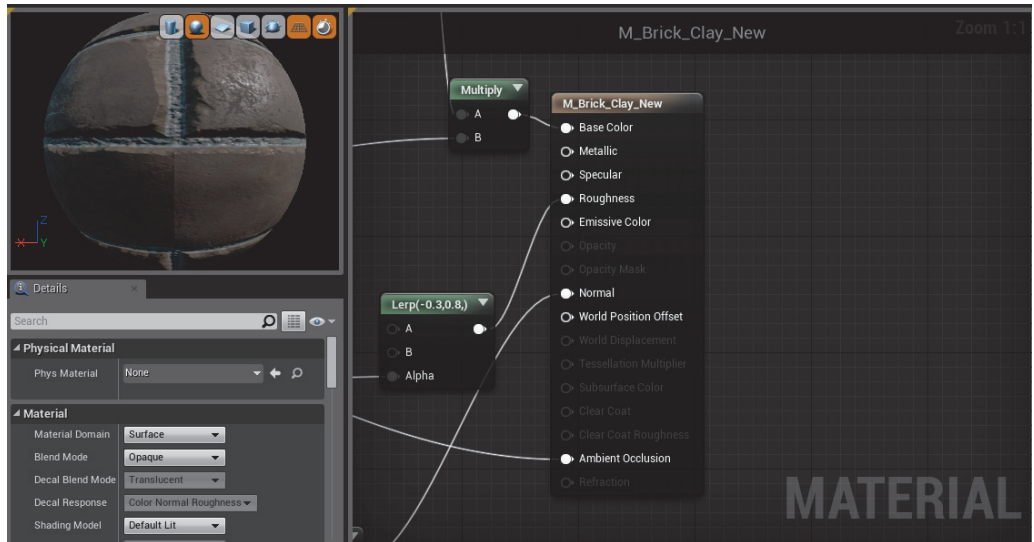 M_Brick_Clay_New
Zoom 1:1
Multiply
A
B
M_Brick_Clay_New
Base Color
Metallic
Specular
Roughness
Emissive Color
Opacity
Opacity Mask
Normal
World Position Offset
World Displacement
Tessellation Multiplier
Subsurface Color
Clear Coat
Clear Coat Roughness
Ambient Occlusion
Refraction
Lerp(-0.3,0.8,)
A
B
Alpha
MATERIAL
Z
X Y
Details
Search
Physical Material
Phys Material None
Material
Material Domain Surface
Blend Mode Opaque
Decal Blend Mode Translucent
Decal Response Color Normal Roughness
Shading Model Default Lit